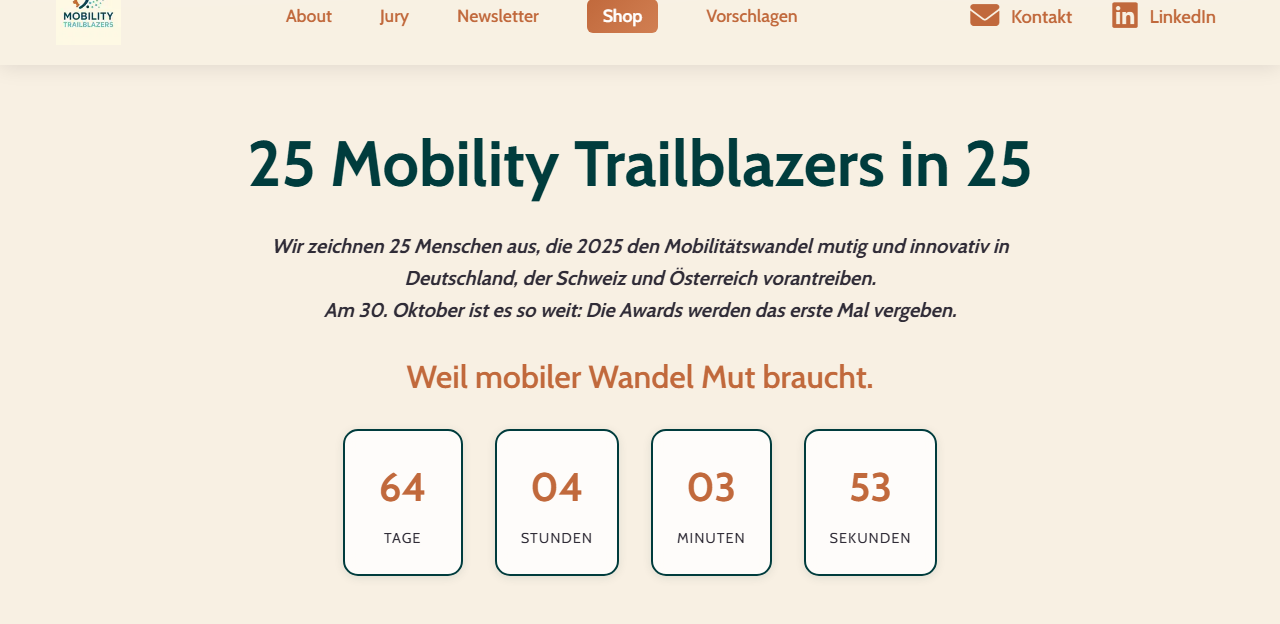 MOBILITY
TRAILBLAZERS
About
Jury
Newsletter
Shop
Vorschlagen
Kontakt
LinkedIn
25 Mobility Trailblazers in 25
Wir zeichnen 25 Menschen aus, die 2025 den Mobilitätswandel mutig und innovativ in
Deutschland, der Schweiz und Österreich vorantreiben.
Am 30. Oktober ist es so weit: Die Awards werden das erste Mal vergeben.
Weil mobiler Wandel Mut braucht.
64
TAGE
04
STUNDEN
03
MINUTEN
53
SEKUNDEN